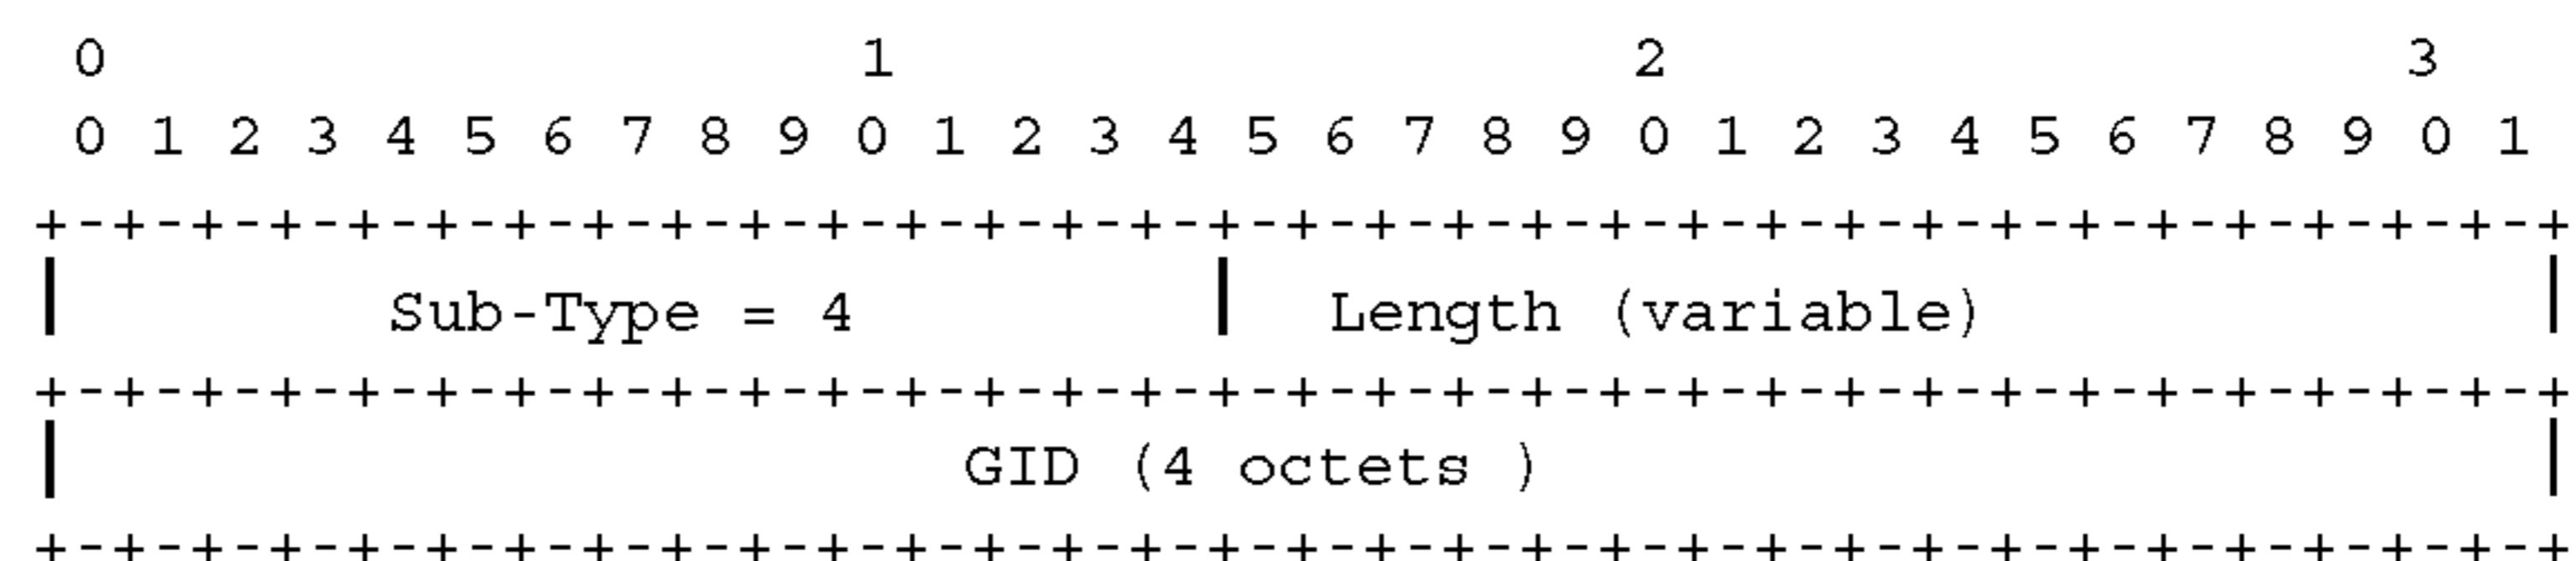 0                   1                   2                   3
0 1 2 3 4 5 6 7 8 9 0 1 2 3 4 5 6 7 8 9 0 1 2 3 4 5 6 7 8 9 0 1
+-+-+-+-+-+-+-+-+-+-+-+-+-+-+-+-+-+-+-+-+-+-+-+-+-+-+-+-+-+-+-+-+
|        Sub-Type = 4         |  Length (variable)              |
+-+-+-+-+-+-+-+-+-+-+-+-+-+-+-+-+-+-+-+-+-+-+-+-+-+-+-+-+-+-+-+-+
|                       GID (4 octets )                         |
+-+-+-+-+-+-+-+-+-+-+-+-+-+-+-+-+-+-+-+-+-+-+-+-+-+-+-+-+-+-+-+-+